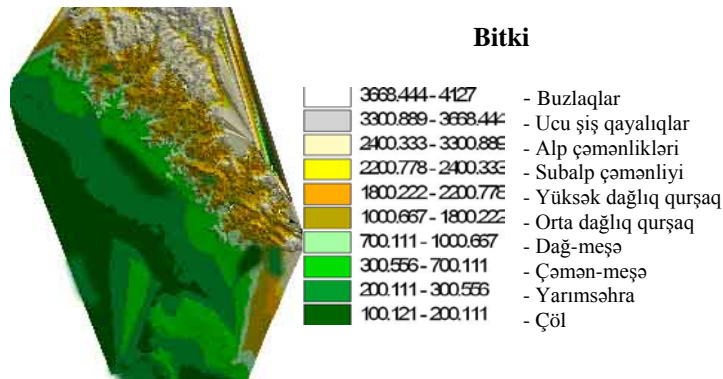 Bitki
3668.444 - 4127 - Buzlaqlar
3300.889 - 3668.444 - Ucu şiş qayalıqlar
2400.333 - 3300.889 - Alp çəmənlikləri
2200.778 - 2400.333 - Subalp çəmənliyi
1800.222 - 2200.778 - Yüksək dağlıq qurşaq
1000.667 - 1800.222 - Orta dağlıq qurşaq
700.111 - 1000.667 - Dağ-meşə
300.556 - 700.111 - Çəmən-meşə
200.111 - 300.556 - Yarımsəhra
100.121 - 200.111 - Çöl